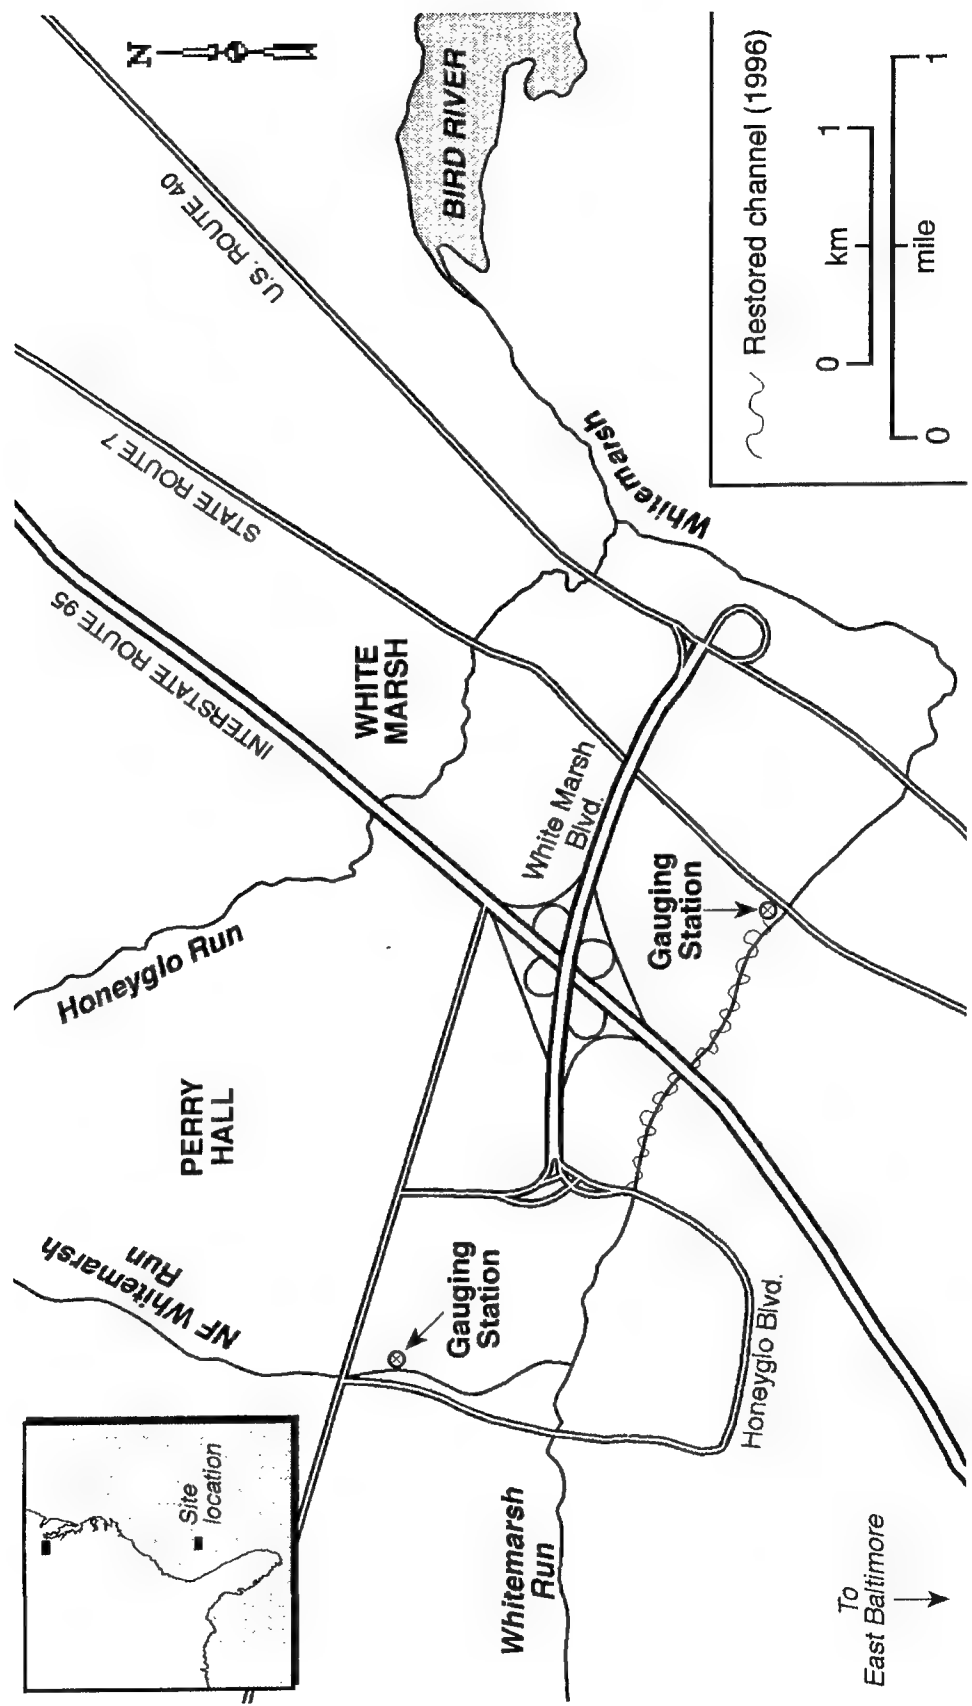 Site
location
NF Whitemarsh
Run
PERRY
HALL
Honeyglo Run
INTERSTATE ROUTE 95
STATE ROUTE 7
U.S. ROUTE 40
N
WHITE
MARSH
BIRD RIVER
Gauging
Station
White Marsh
Blvd.
Whitemarsh
Whitemarsh
Run
Gauging
Station
Honeyglo Blvd.
To
East Baltimore
Restored channel (1996)
0 km 1
0 mile 1